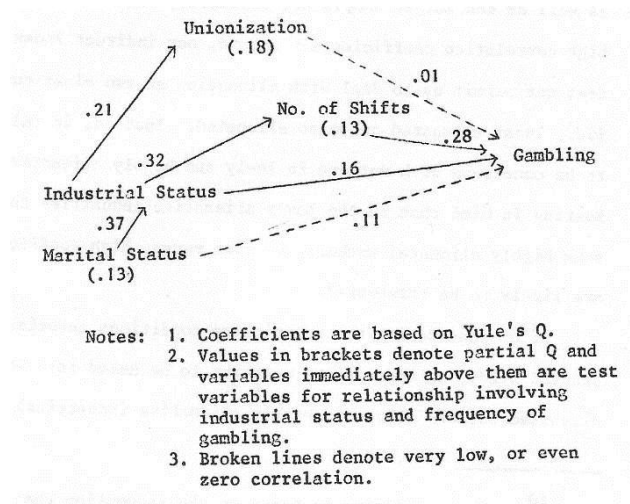 Unionization
(.18)
.01
.21
No. of Shifts
(.13)
.28
Gambling
.32
.16
Industrial Status
.37
.11
Marital Status
(.13)
Notes: 1. Coefficients are based on Yule's Q.
2. Values in brackets denote partial Q and
variables immediately above them are test
variables for relationship involving
industrial status and frequency of
gambling.
3. Broken lines denote very low, or even
zero correlation.